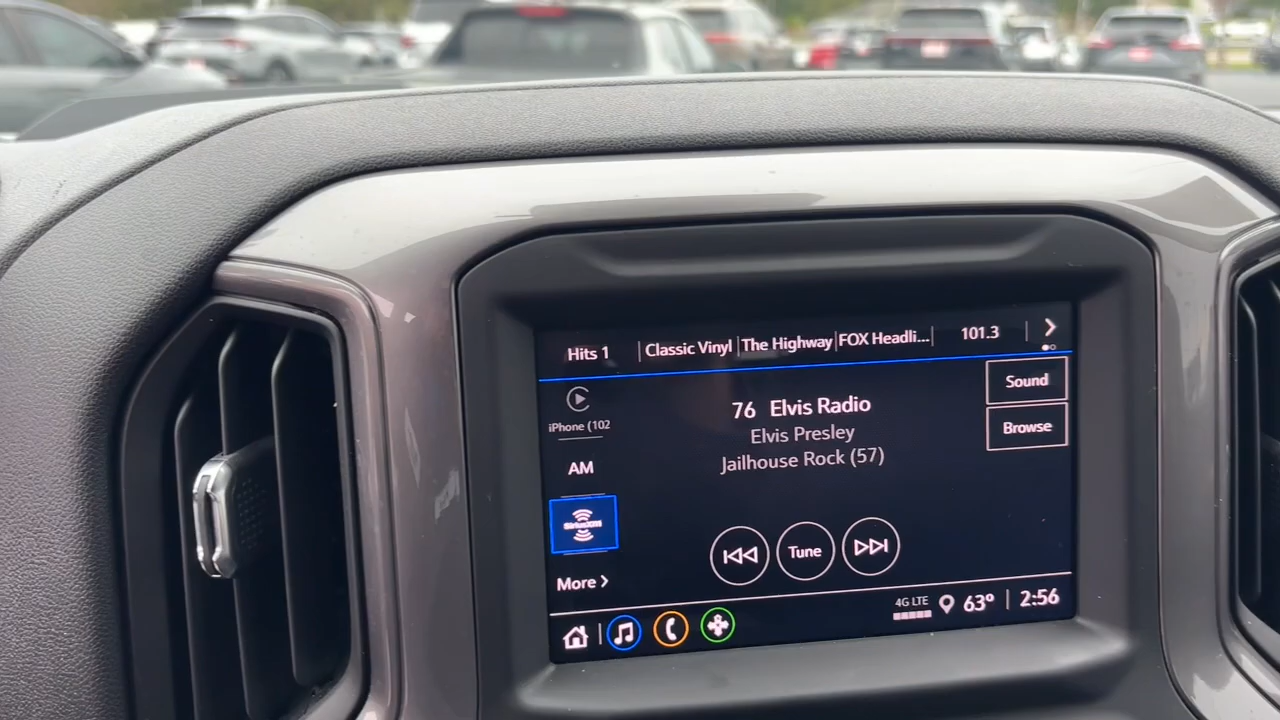 Hits 1 Classic Vinyl The Highway FOX Headli... 101.3
iPhone (102
AM
More
76 Elvis Radio
Elvis Presley
Jailhouse Rock (57)
Sound
Browse
Tune
4G LTE 63° 2:56